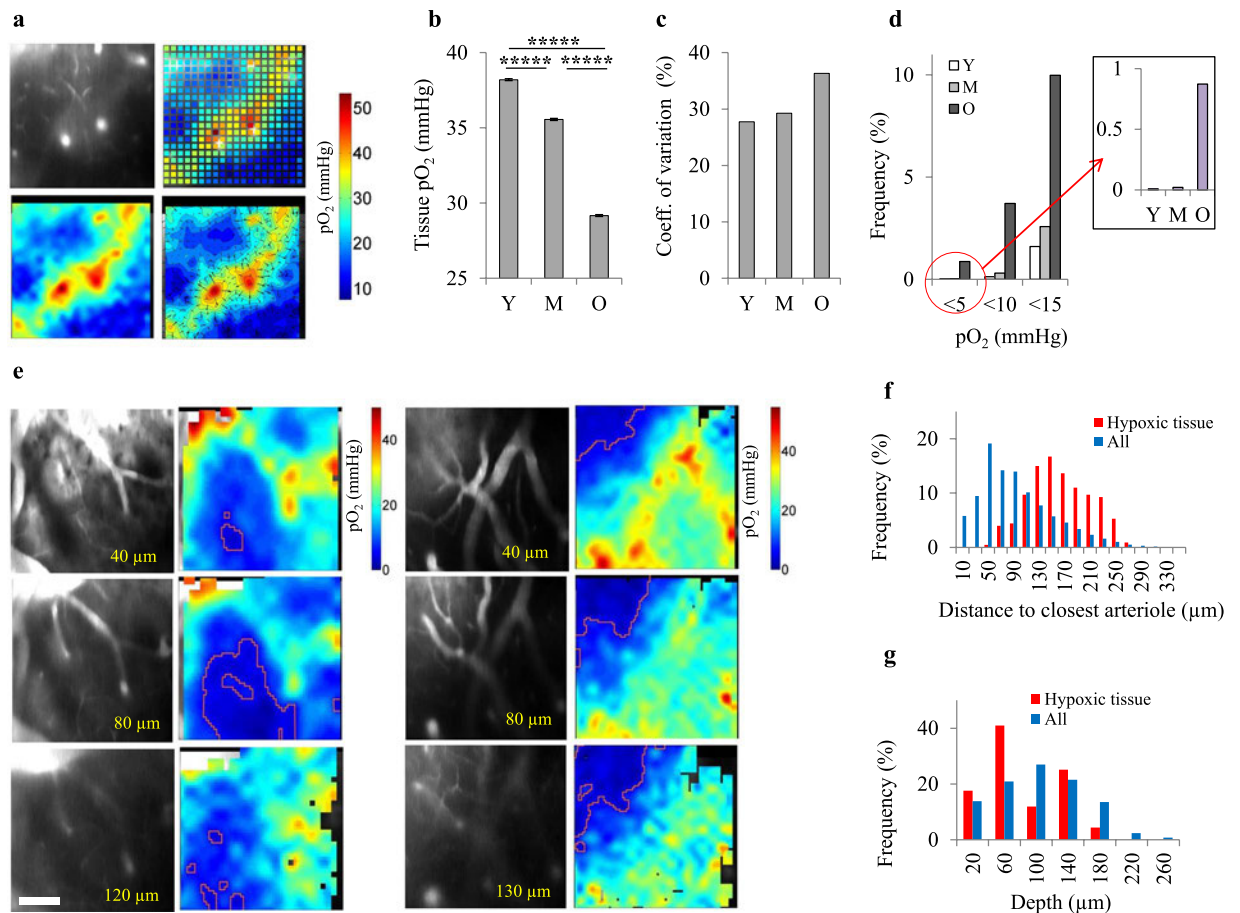 a
pO2 (mmHg)
50
40
30
20
10
b
*****
***** *****
Tissue pO2 (mmHg)
40
35
30
25
Y M O
c
Coeff. of variation (%)
40
30
20
10
0
Y M O
d
Frequency (%)
10
5
0
Y
M
O
<5 <10 <15
pO2 (mmHg)
1
0.5
0
Y M O
e
40 µm
80 µm
120 µm
pO2 (mmHg)
40
20
0
40 µm
80 µm
130 µm
pO2 (mmHg)
40
20
0
f
Hypoxic tissue
All
Frequency (%)
20
10
0
10 50 90 130 170 210 250 290 330
Distance to closest arteriole (µm)
g
Hypoxic tissue
All
Frequency (%)
40
20
0
20 60 100 140 180 220 260
Depth (µm)